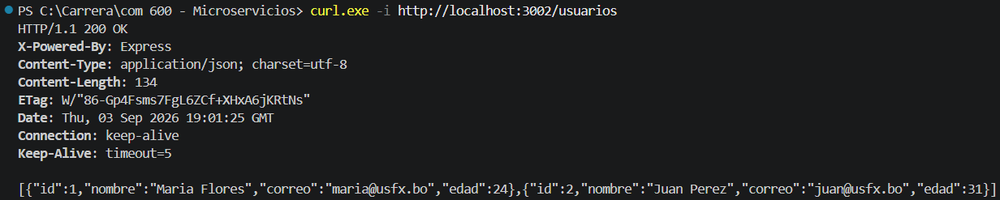 PS C:\Carrera\com 600 - Microservicios> curl.exe -i http://localhost:3002/usuarios
HTTP/1.1 200 OK
X-Powered-By: Express
Content-Type: application/json; charset=utf-8
Content-Length: 134
ETag: W/"86-Gp4Fsms7FgL6ZCf+XHxA6jKRtNs"
Date: Thu, 03 Sep 2026 19:01:25 GMT
Connection: keep-alive
Keep-Alive: timeout=5
[{"id":1,"nombre":"Maria Flores","correo":"maria@usfx.bo","edad":24},{"id":2,"nombre":"Juan Perez","correo":"juan@usfx.bo","edad":31}]